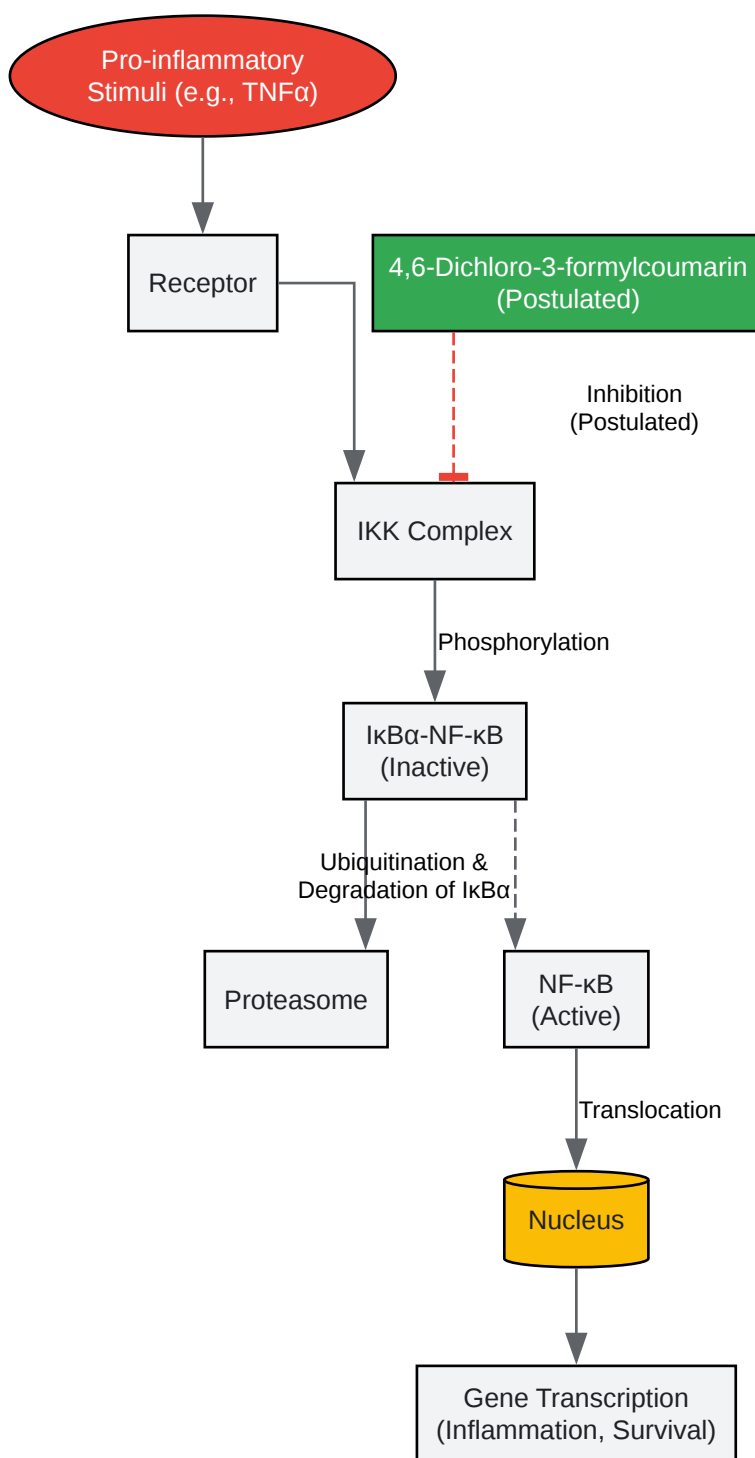 Pro-inflammatory
Stimuli (e.g., TNFα)
Receptor
4,6-Dichloro-3-formylcoumarin
(Postulated)
Inhibition
(Postulated)
IKK Complex
Phosphorylation
IκBα-NF-κB
(Inactive)
Ubiquitination &
Degradation of IκBα
Proteasome
NF-κB
(Active)
Translocation
Nucleus
Gene Transcription
(Inflammation, Survival)